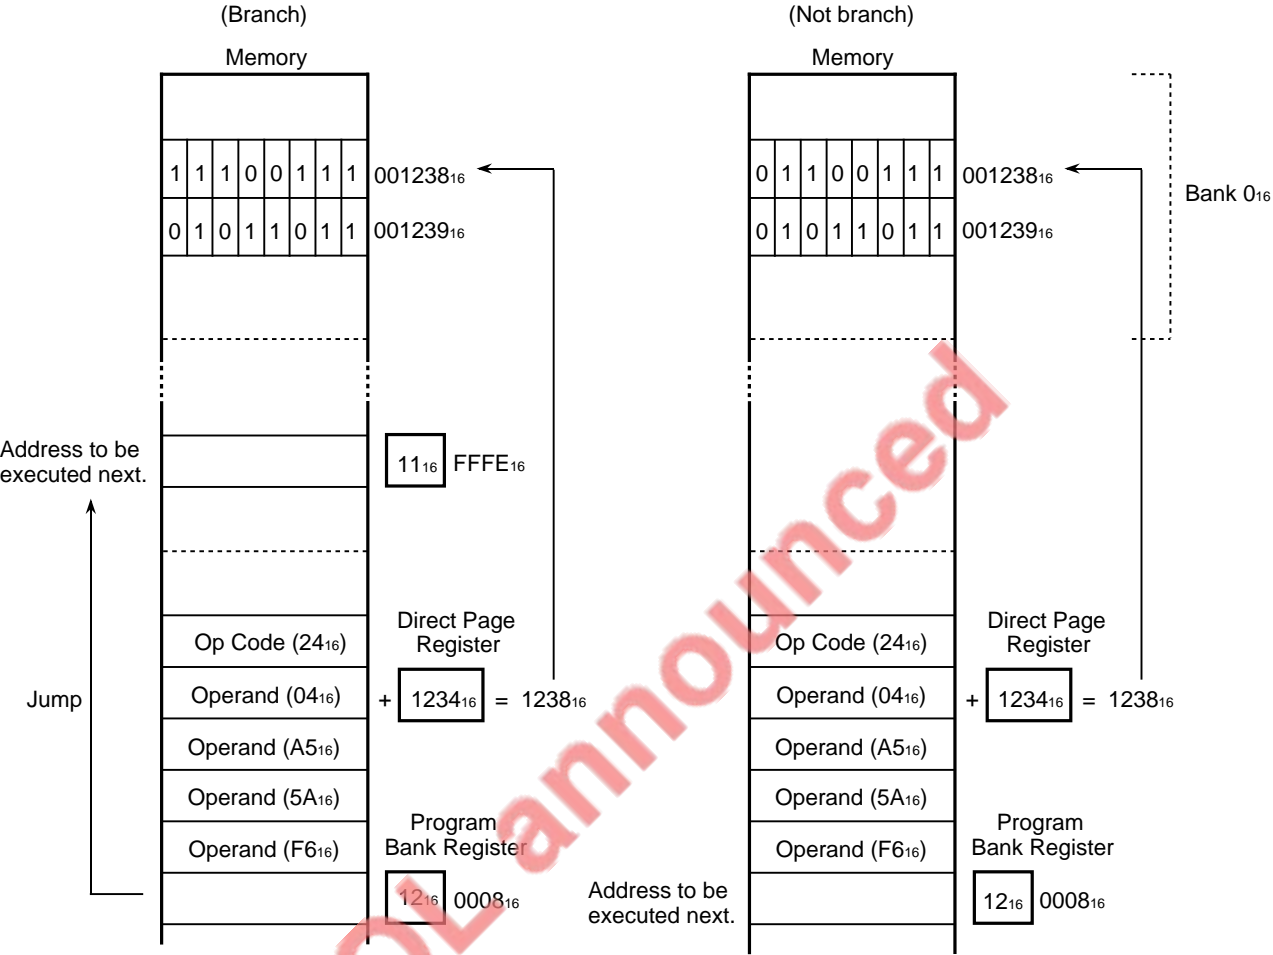 (Branch)
Memory
1 1 1 0 0 1 1 1 001238₁₆
0 1 0 1 1 0 1 1 001239₁₆
Address to be
executed next.
11₁₆ FFFE₁₆
Jump
Op Code (24₁₆)
Direct Page
Register
Operand (04₁₆) + 1234₁₆ = 1238₁₆
Operand (A5₁₆)
Operand (5A₁₆)
Operand (F6₁₆)
Program
Bank Register
12₁₆ 0008₁₆
(Not branch)
Memory
0 1 1 0 0 1 1 1 001238₁₆
0 1 0 1 1 0 1 1 001239₁₆
Bank 0₁₆
Op Code (24₁₆)
Direct Page
Register
Operand (04₁₆) + 1234₁₆ = 1238₁₆
Operand (A5₁₆)
Operand (5A₁₆)
Operand (F6₁₆)
Program
Bank Register
Address to be
executed next.
12₁₆ 0008₁₆
announced